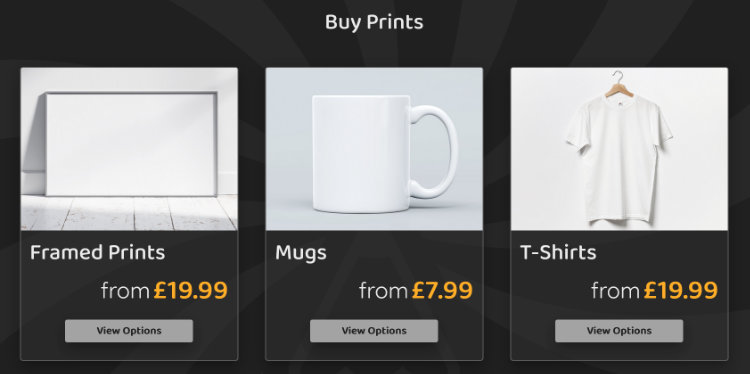 Buy Prints
Framed Prints
from £19.99
View Options
Mugs
from £7.99
View Options
T-Shirts
from £19.99
View Options